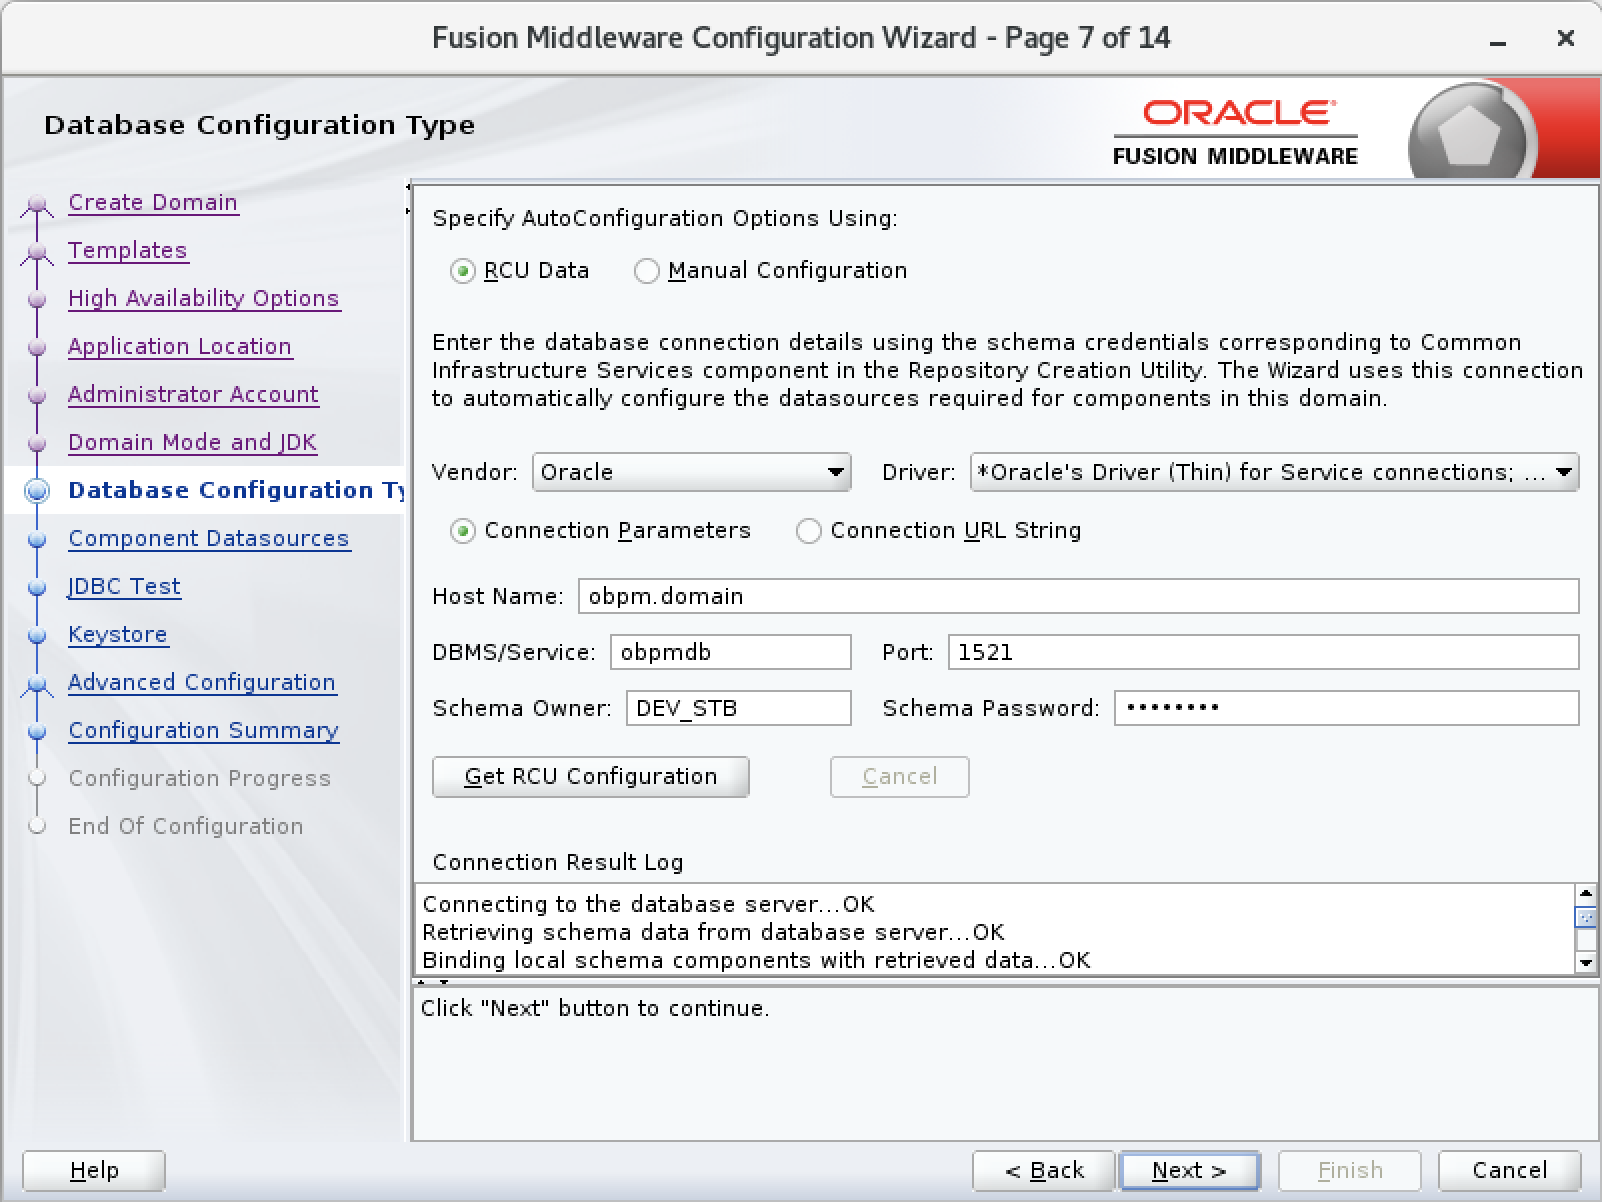 Fusion Middleware Configuration Wizard - Page 7 of 14
Database Configuration Type
ORACLE
FUSION MIDDLEWARE
Create Domain
Templates
High Availability Options
Application Location
Administrator Account
Domain Mode and JDK
Database Configuration Ty
Component Datasources
JDBC Test
Keystore
Advanced Configuration
Configuration Summary
Configuration Progress
End Of Configuration
Specify AutoConfiguration Options Using:
RCU Data Manual Configuration
Enter the database connection details using the schema credentials corresponding to Common
Infrastructure Services component in the Repository Creation Utility. The Wizard uses this connection
to automatically configure the datasources required for components in this domain.
Vendor: Oracle Driver: *Oracle's Driver (Thin) for Service connections; ...
Connection Parameters Connection URL String
Host Name: obpm.domain
DBMS/Service: obpmdb Port: 1521
Schema Owner: DEV_STB Schema Password: ••••••••
Get RCU Configuration Cancel
Connection Result Log
Connecting to the database server...OK
Retrieving schema data from database server...OK
Binding local schema components with retrieved data...OK
Click "Next" button to continue.
Help < Back Next > Finish Cancel